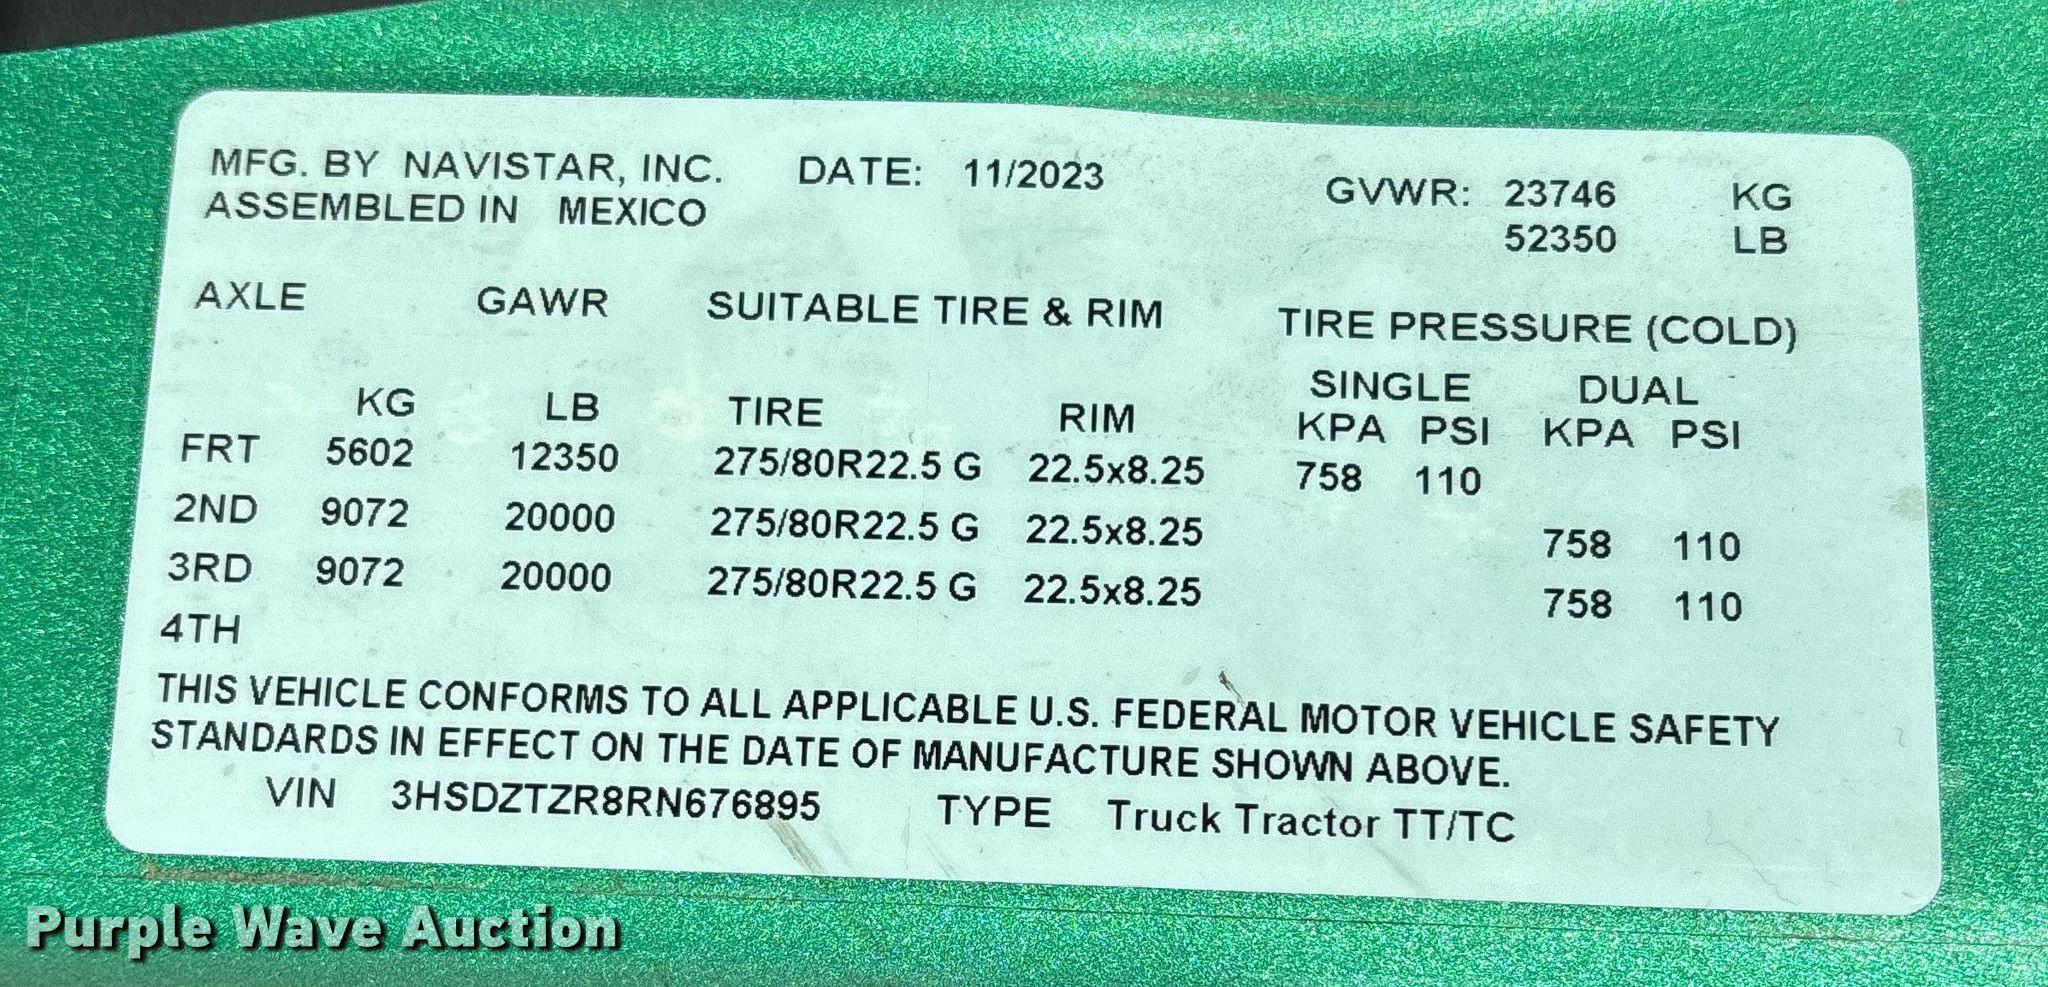 MFG. BY NAVISTAR, INC. DATE: 11/2023 GVWR: 23746 KG
ASSEMBLED IN MEXICO 52350 LB
AXLE GAWR SUITABLE TIRE & RIM TIRE PRESSURE (COLD)
SINGLE DUAL
KG LB TIRE RIM KPA PSI KPA PSI
FRT 5602 12350 275/80R22.5 G 22.5x8.25 758 110
2ND 9072 20000 275/80R22.5 G 22.5x8.25 758 110
3RD 9072 20000 275/80R22.5 G 22.5x8.25 758 110
4TH
THIS VEHICLE CONFORMS TO ALL APPLICABLE U.S. FEDERAL MOTOR VEHICLE SAFETY
STANDARDS IN EFFECT ON THE DATE OF MANUFACTURE SHOWN ABOVE.
VIN 3HSDZTZR8RN676895 TYPE Truck Tractor TT/TC
Purple Wave Auction